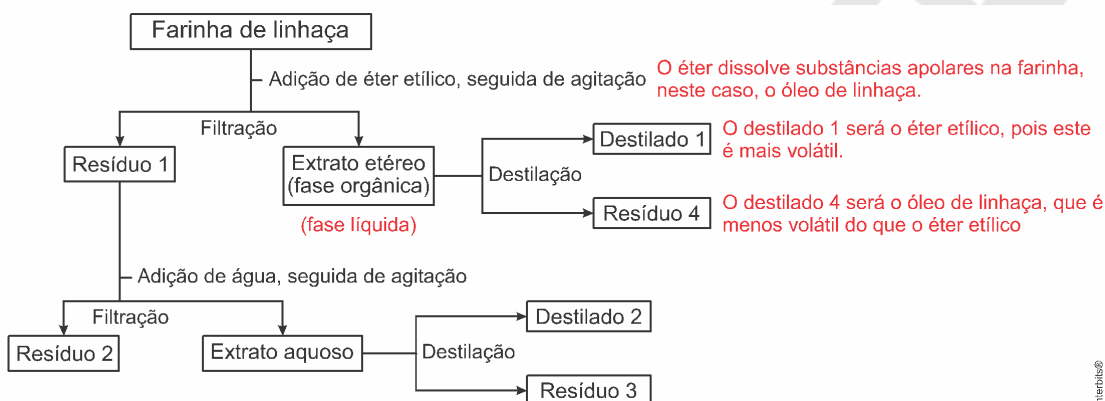 Farinha de linhaça
Adição de éter etílico, seguida de agitação
O éter dissolve substâncias apolares na farinha,
neste caso, o óleo de linhaça.
Filtração
Resíduo 1
Extrato etéreo
(fase orgânica)
(fase líquida)
Destilação
Destilado 1
O destilado 1 será o éter etílico, pois este
é mais volátil.
Resíduo 4
O destilado 4 será o óleo de linhaça, que é
menos volátil do que o éter etílico
Adição de água, seguida de agitação
Filtração
Resíduo 2
Extrato aquoso
Destilação
Destilado 2
Resíduo 3